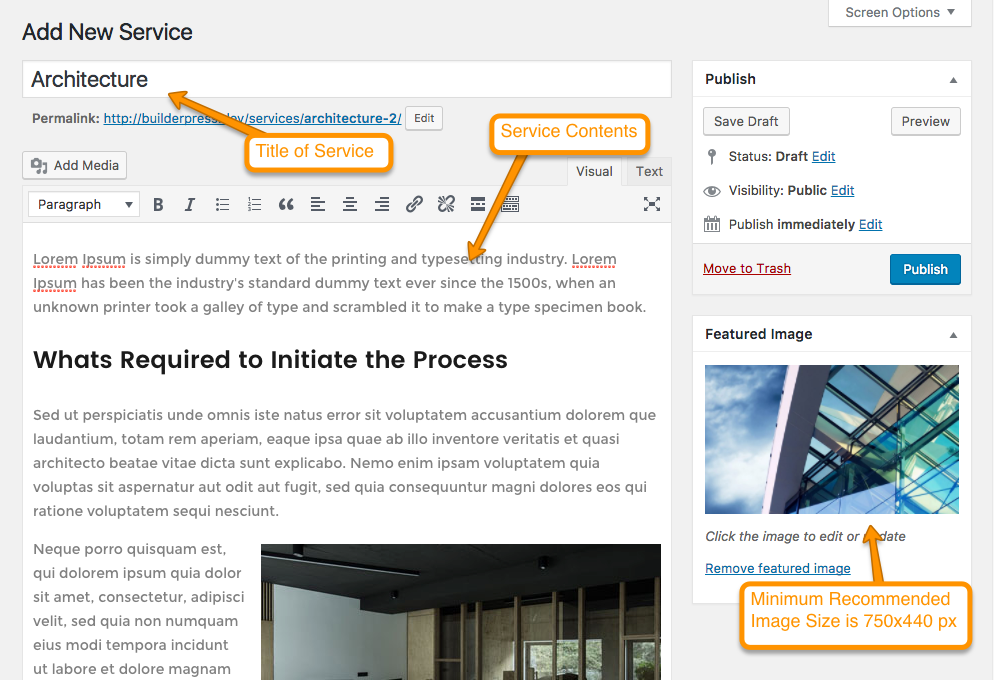 Screen Options
Add New Service
Architecture
Permalink: http://builderpress.dev/services/architecture-2/ Edit
Title of Service
Service Contents
Add Media
Visual Text
Paragraph B I
Lorem Ipsum is simply dummy text of the printing and typesetting industry. Lorem
Ipsum has been the industry's standard dummy text ever since the 1500s, when an
unknown printer took a galley of type and scrambled it to make a type specimen book.
Whats Required to Initiate the Process
Sed ut perspiciatis unde omnis iste natus error sit voluptatem accusantium dolorem que
laudantium, totam rem aperiam, eaque ipsa quae ab illo inventore veritatis et quasi
architecto beatae vitae dicta sunt explicabo. Nemo enim ipsam voluptatem quia
voluptas sit aspernatur aut odit aut fugit, sed quia consequuntur magni dolores eos qui
ratione voluptatem sequi nesciunt.
Neque porro quisquam est,
qui dolorem ipsum quia dolor
sit amet, consectetur, adipisci
velit, sed quia non numquam
eius modi tempora incidunt
ut labore et dolore magnam
Publish
Save Draft Preview
Status: Draft Edit
Visibility: Public Edit
Publish immediately Edit
Move to Trash Publish
Featured Image
Click the image to edit or update
Remove featured image
Minimum Recommended
Image Size is 750x440 px